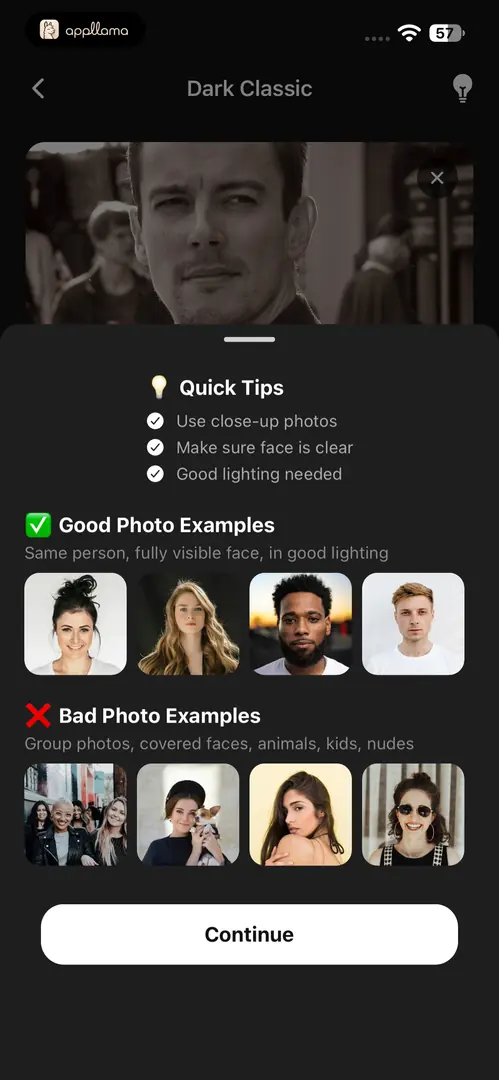 appllama
57
Dark Classic
Quick Tips
Use close-up photos
Make sure face is clear
Good lighting needed
Good Photo Examples
Same person, fully visible face, in good lighting
Bad Photo Examples
Group photos, covered faces, animals, kids, nudes
Continue